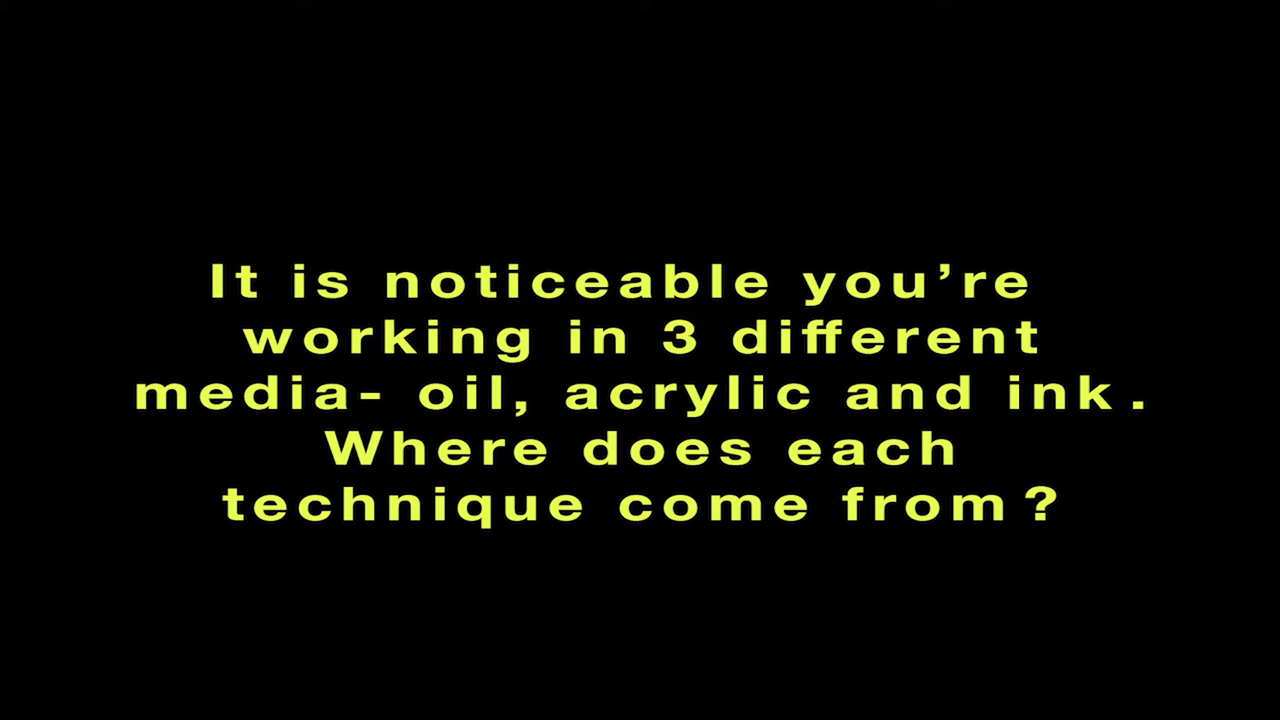 It is noticeable you’re
working in 3 different
media- oil, acrylic and ink.
Where does each
technique come from?